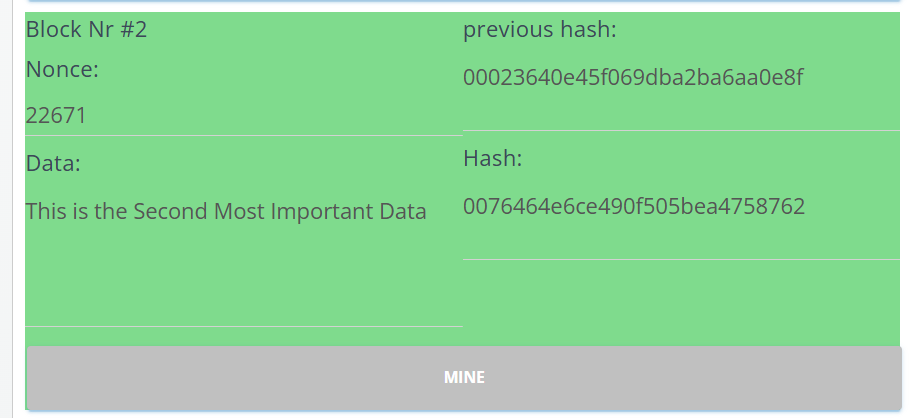 Block Nr #2
Nonce:
22671
Data:
This is the Second Most Important Data
previous hash:
00023640e45f069dba2ba6aa0e8f
Hash:
0076464e6ce490f505bea4758762
MINE